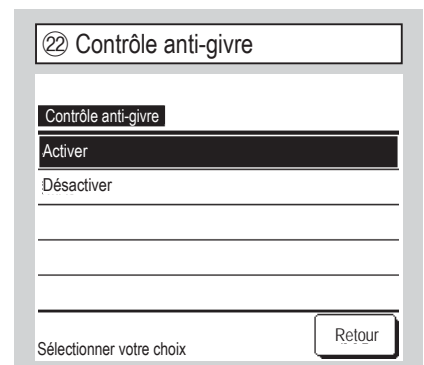 ㉒ Contrôle anti-givre
Contrôle anti-givre
Activer
Désactiver
Sélectionner votre choix
Retour